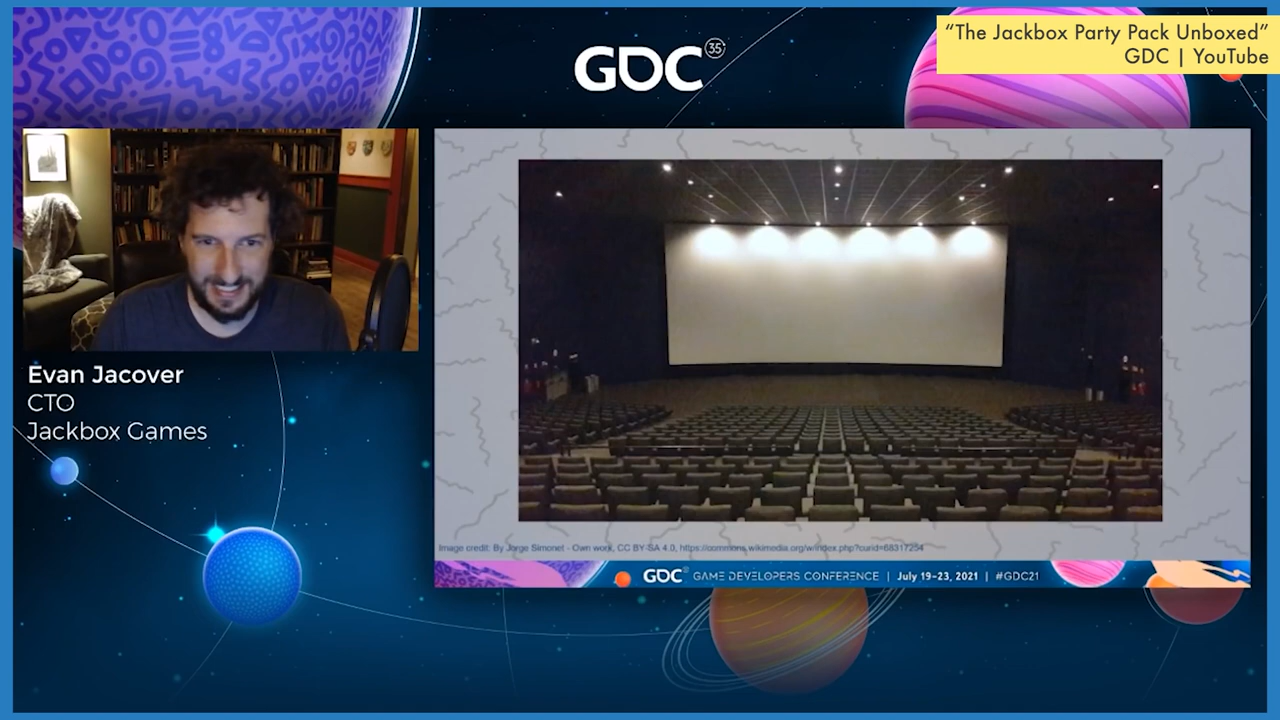 “The Jackbox Party Pack Unboxed”
GDC | YouTube
GDC 35
Evan Jacover
CTO
Jackbox Games
Image credit: By Jorge Simonet - Own work, CC BY-SA 4.0, https://commons.wikimedia.org/w/index.php?curid=68317254
GDC GAME DEVELOPERS CONFERENCE | July 19-23, 2021 | #GDC21